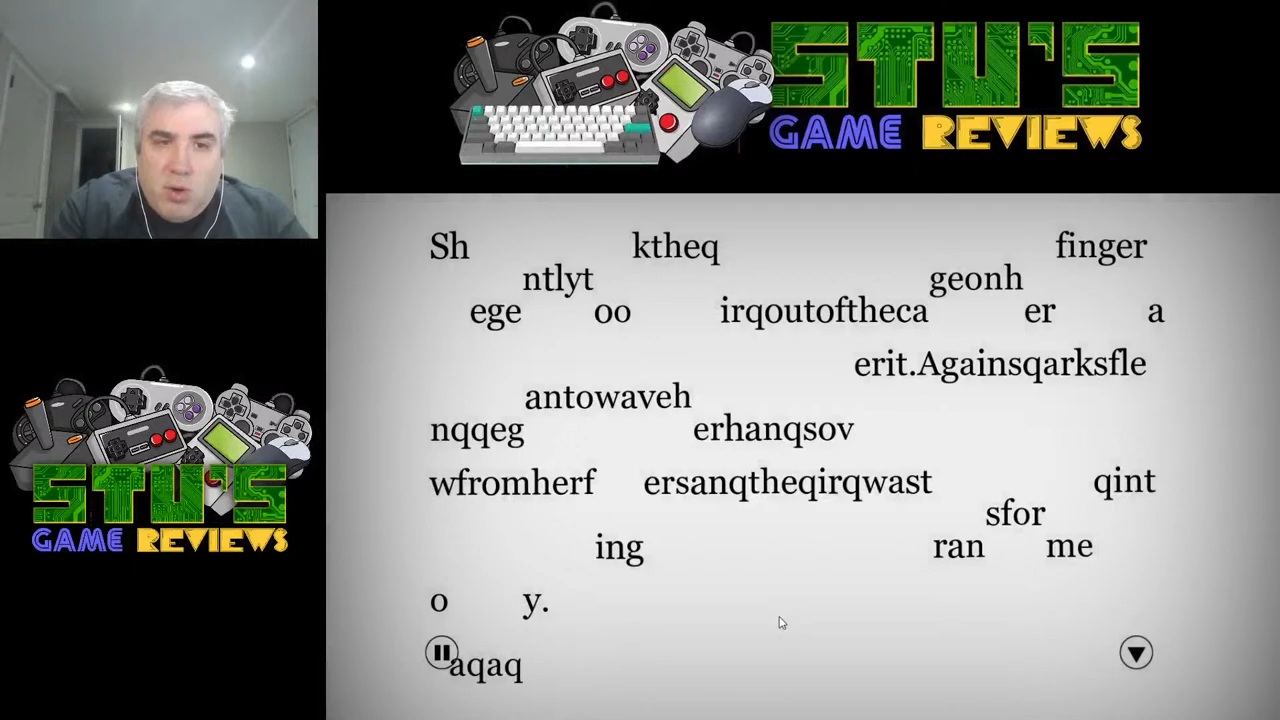 STU'S
GAME REVIEWS
Sh ktheq finger
ntlyt geonh
ege oo irqoutoftheca er a
erit.Againsqarksfle
antowaveh
nqqeg erhanqsov
wfromherf ersanqtheqirqwast qint
sfor
ing ran me
o y.
aqaq
STU'S
GAME REVIEWS